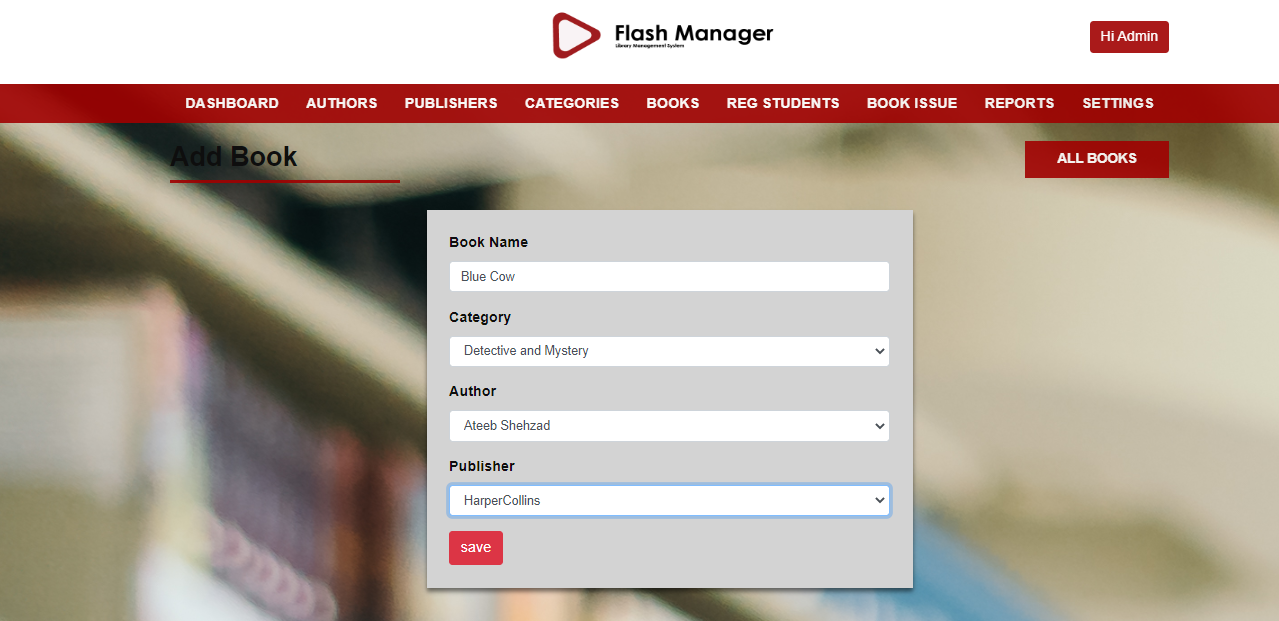 Flash Manager
Library Management System
Hi Admin
DASHBOARD AUTHORS PUBLISHERS CATEGORIES BOOKS REG STUDENTS BOOK ISSUE REPORTS SETTINGS
Add Book
ALL BOOKS
Book Name
Blue Cow
Category
Detective and Mystery
Author
Ateeb Shehzad
Publisher
HarperCollins
save